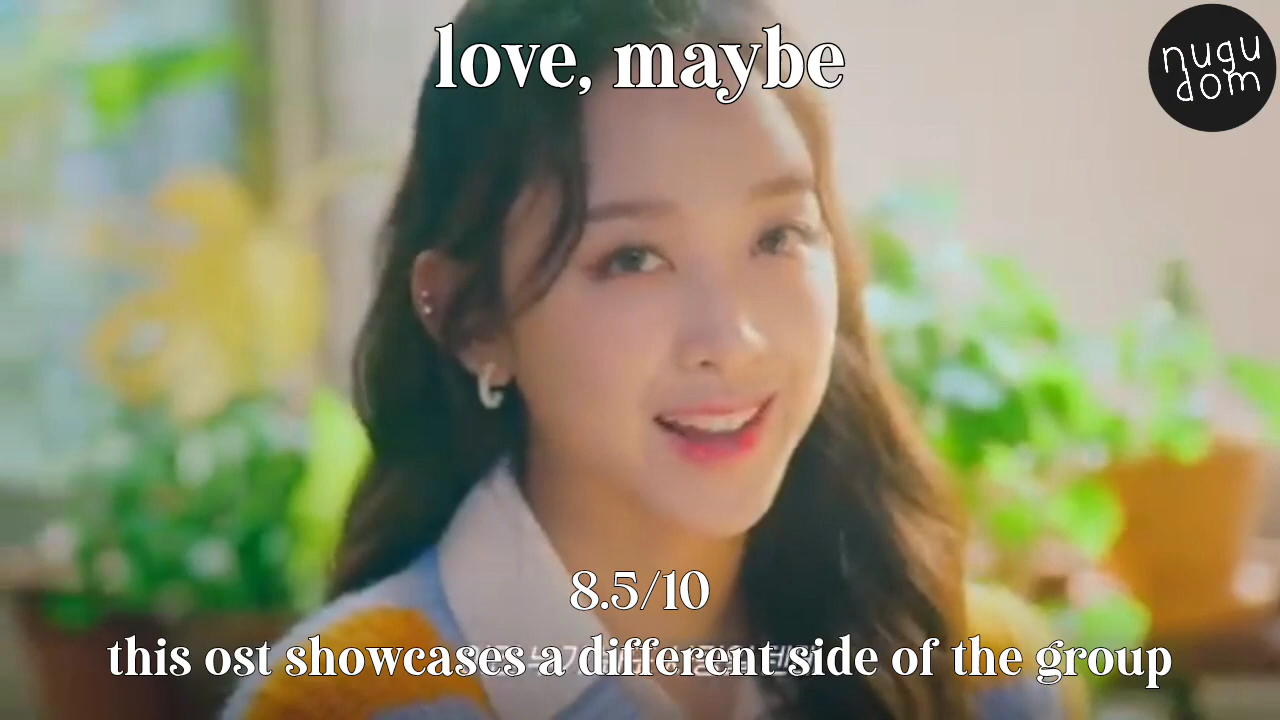 love, maybe
nugu
dom
8.5/10
this ost showcases a different side of the group